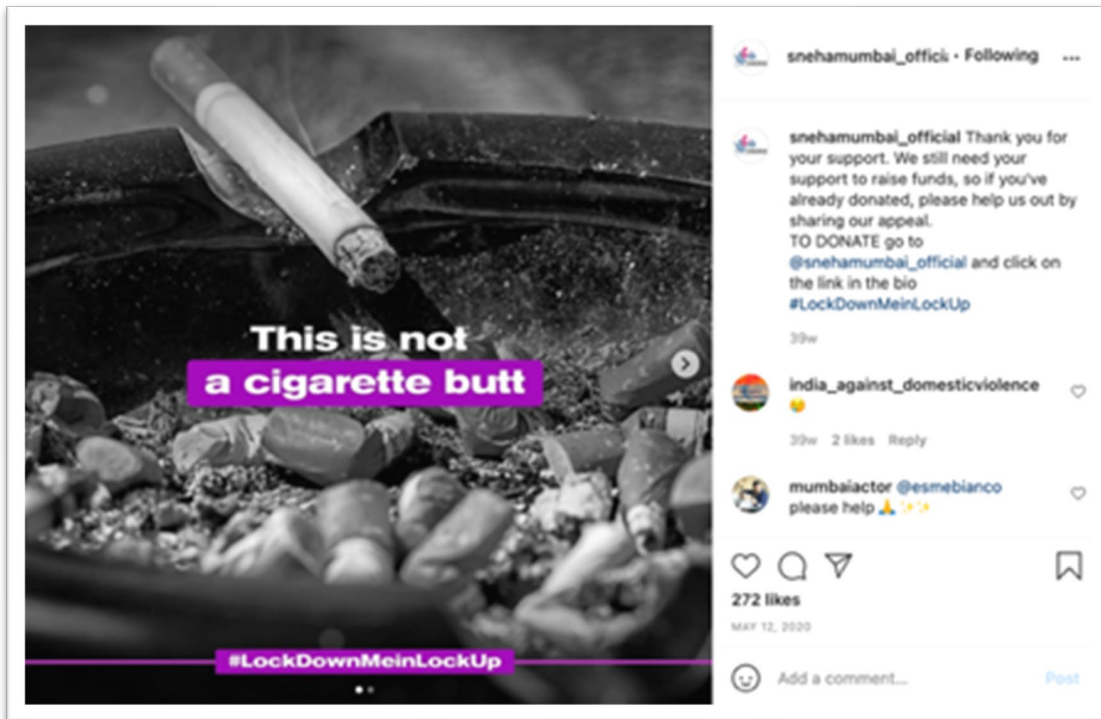 This is not
a cigarette butt
#LockDownMeinLockUp
snehamumbai_offici • Following
snehamumbai_official Thank you for
your support. We still need your
support to raise funds, so if you've
already donated, please help us out by
sharing our appeal.
TO DONATE go to
@snehamumbai_official and click on
the link in the bio
#LockDownMeinLockUp
39w
india_against_domesticviolence
39w 2 likes Reply
mumbaiactor @esmebianco
please help 🙏✨✨
272 likes
MAY 12, 2020
Add a comment...
Post